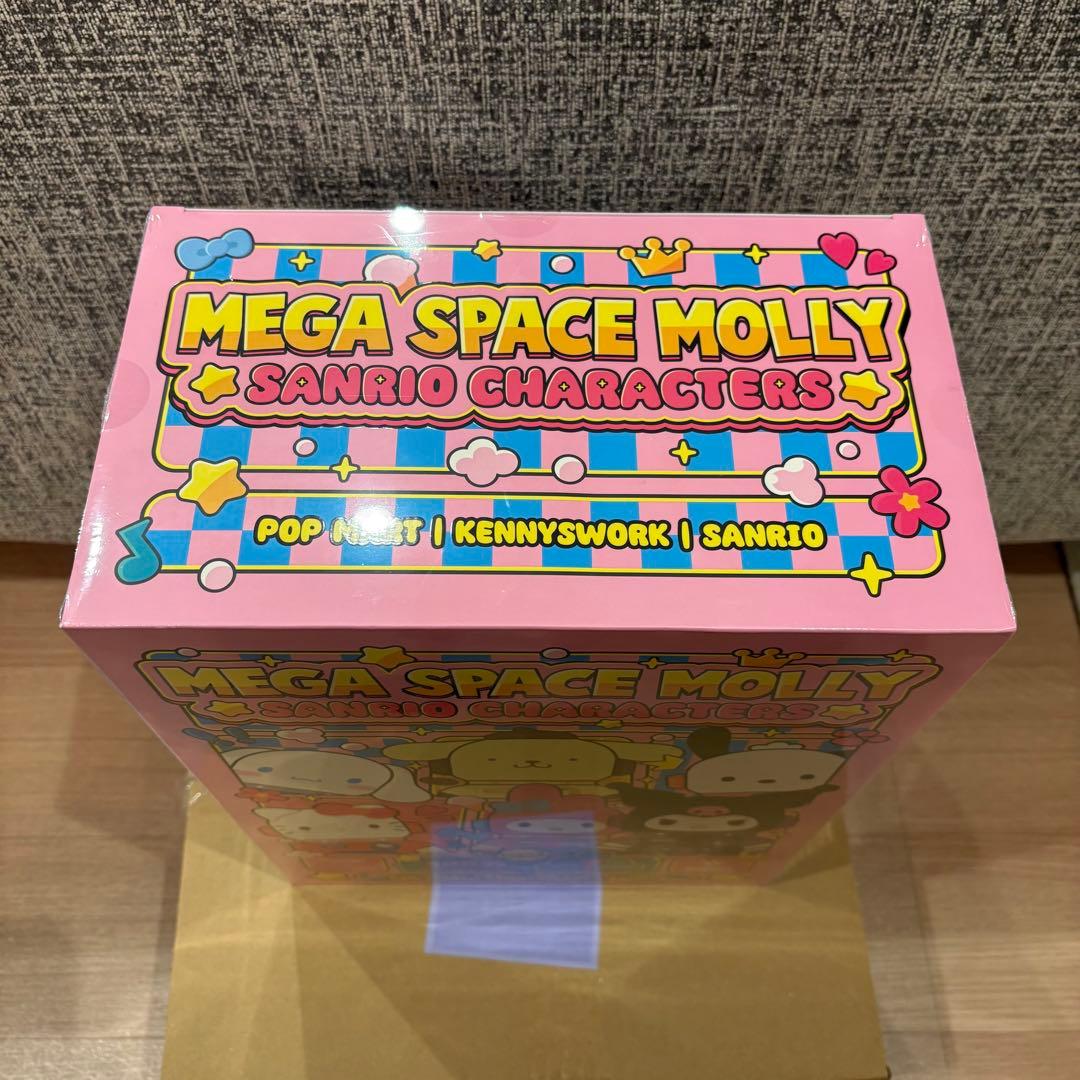 MEGA SPACE MOLLY
SANRIO CHARACTERS
POP MART | KENNYSWORK | SANRIO
MEGA SPACE MOLLY
SANRIO CHARACTERS